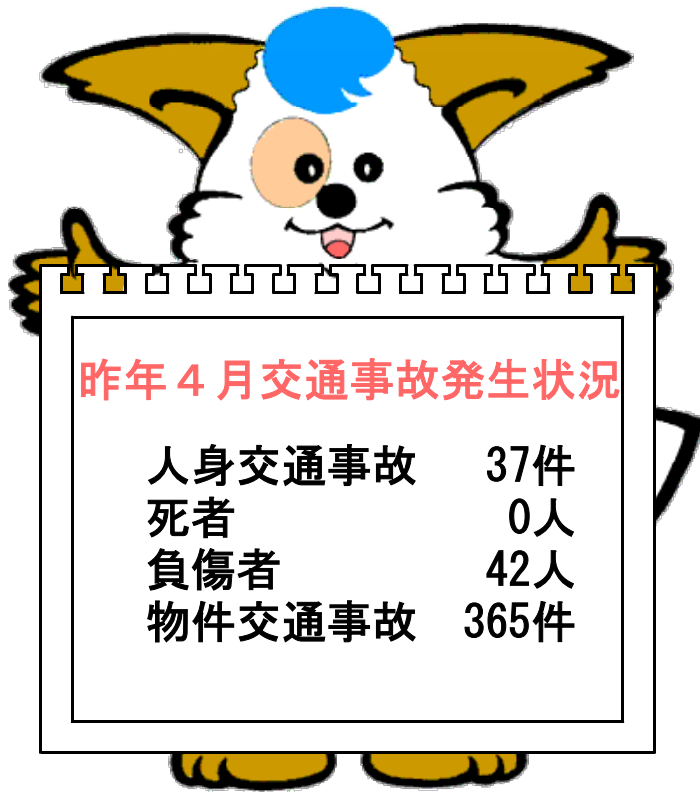 昨年４月交通事故発生状況
人身交通事故 37件
死者 0人
負傷者 42人
物件交通事故 365件